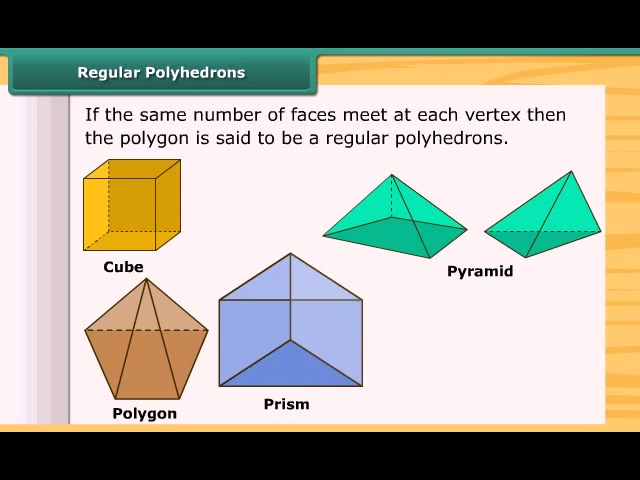 Regular Polyhedrons
If the same number of faces meet at each vertex then
the polygon is said to be a regular polyhedrons.
Cube
Pyramid
Polygon
Prism